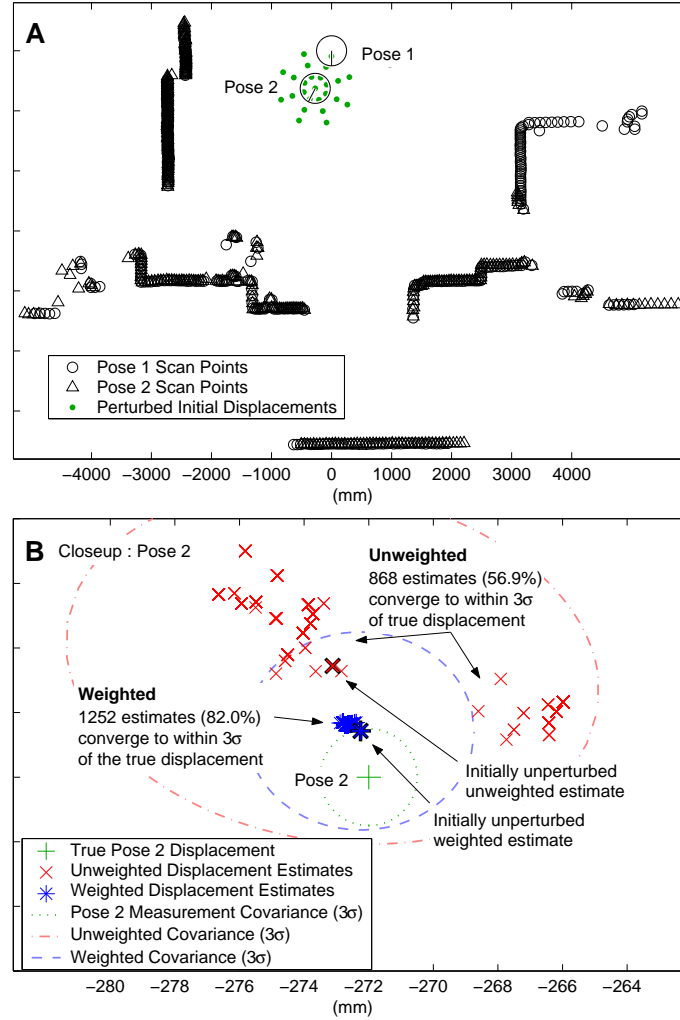 A
Pose 1
Pose 2
Pose 1 Scan Points
Pose 2 Scan Points
Perturbed Initial Displacements
−4000 −3000 −2000 −1000 0 1000 2000 3000 4000
(mm)
B
Closeup : Pose 2
Unweighted
868 estimates (56.9%)
converge to within 3σ
of true displacement
Weighted
1252 estimates (82.0%)
converge to within 3σ
of the true displacement
Pose 2
Initially unperturbed
unweighted estimate
Initially unperturbed
weighted estimate
True Pose 2 Displacement
Unweighted Displacement Estimates
Weighted Displacement Estimates
Pose 2 Measurement Covariance (3σ)
Unweighted Covariance (3σ)
Weighted Covariance (3σ)
−280 −278 −276 −274 −272 −270 −268 −266 −264
(mm)